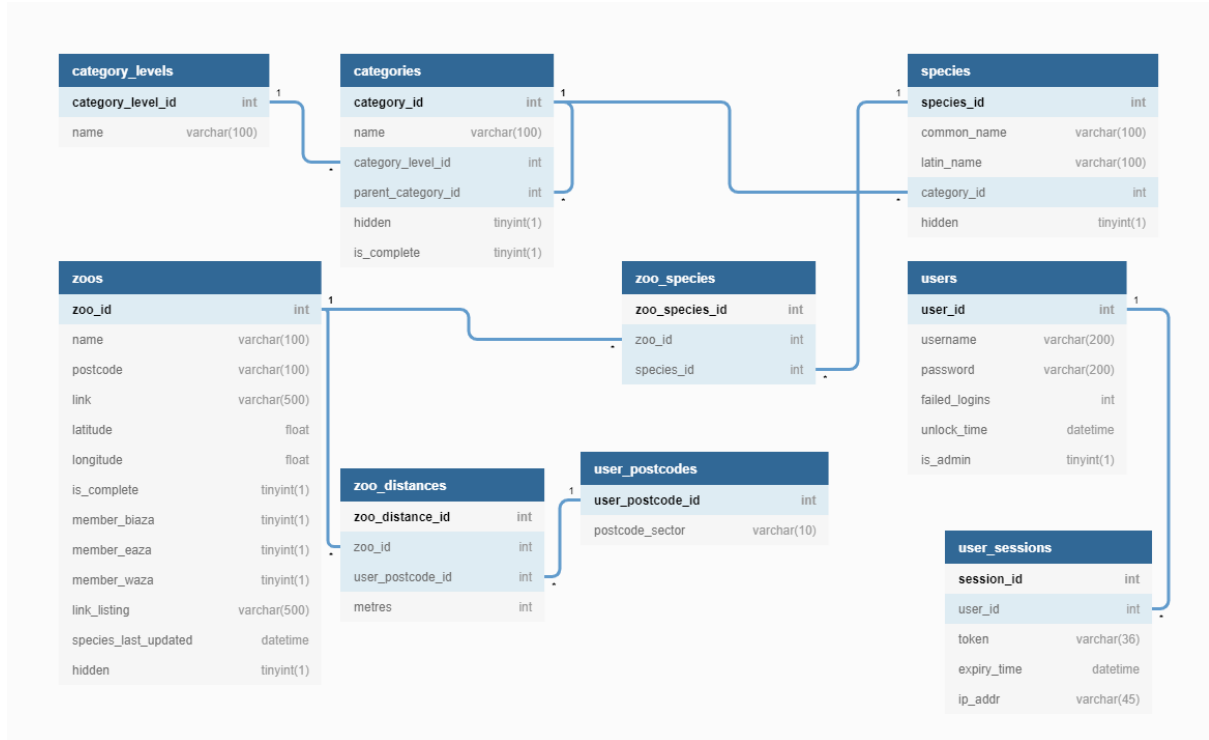 category_levels
category_level_id int
name varchar(100)
categories
category_id int
name varchar(100)
category_level_id int
parent_category_id int
hidden tinyint(1)
is_complete tinyint(1)
species
species_id int
common_name varchar(100)
latin_name varchar(100)
category_id int
hidden tinyint(1)
1
*
1
*
1
*
zoos
zoo_id int
name varchar(100)
postcode varchar(100)
link varchar(500)
latitude float
longitude float
is_complete tinyint(1)
member_biaza tinyint(1)
member_eaza tinyint(1)
member_waza tinyint(1)
link_listing varchar(500)
species_last_updated datetime
hidden tinyint(1)
1
*
zoo_species
zoo_species_id int
zoo_id int
species_id int
*
users
user_id int
username varchar(200)
password varchar(200)
failed_logins int
unlock_time datetime
is_admin tinyint(1)
1
zoo_distances
zoo_distance_id int
zoo_id int
user_postcode_id int
metres int
*
*
1
user_postcodes
user_postcode_id int
postcode_sector varchar(10)
user_sessions
session_id int
user_id int
token varchar(36)
expiry_time datetime
ip_addr varchar(45)
*